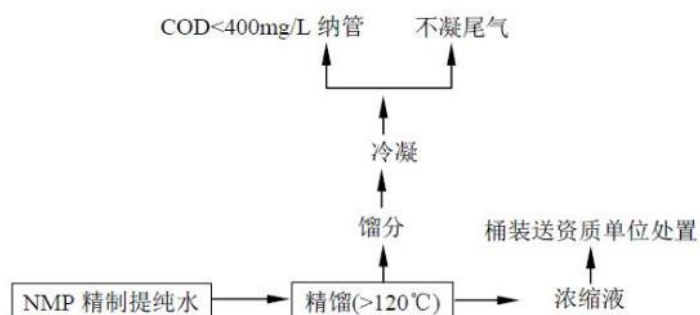 COD<400mg/L 纳管 不凝尾气
冷凝
馏分
桶装送资质单位处置
NMP 精制提纯水 精馏(>120℃) 浓缩液